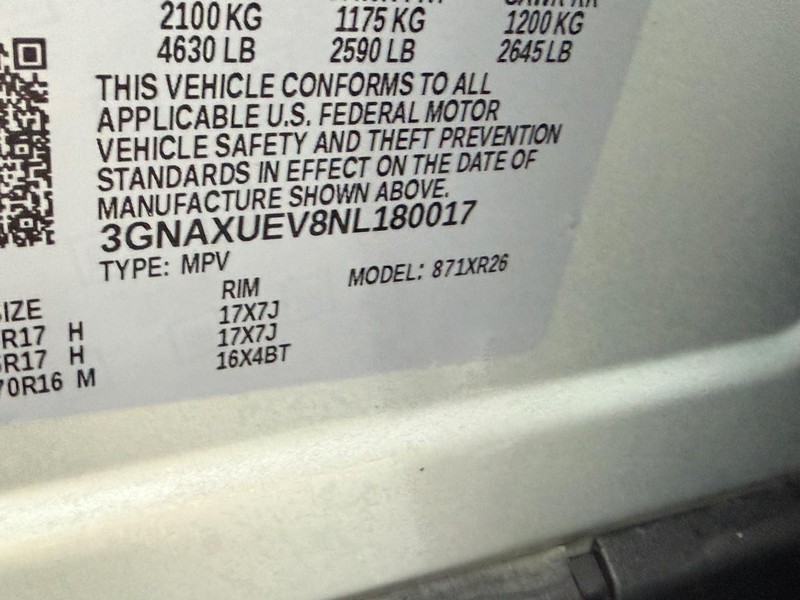 2100 KG 1175 KG 1200 KG
4630 LB 2590 LB 2645 LB
THIS VEHICLE CONFORMS TO ALL
APPLICABLE U.S. FEDERAL MOTOR
VEHICLE SAFETY AND THEFT PREVENTION
STANDARDS IN EFFECT ON THE DATE OF
MANUFACTURE SHOWN ABOVE.
3GNAXUEV8NL180017
TYPE: MPV MODEL: 871XR26
IZE RIM
R17 H 17X7J
R17 H 17X7J
70R16 M 16X4BT